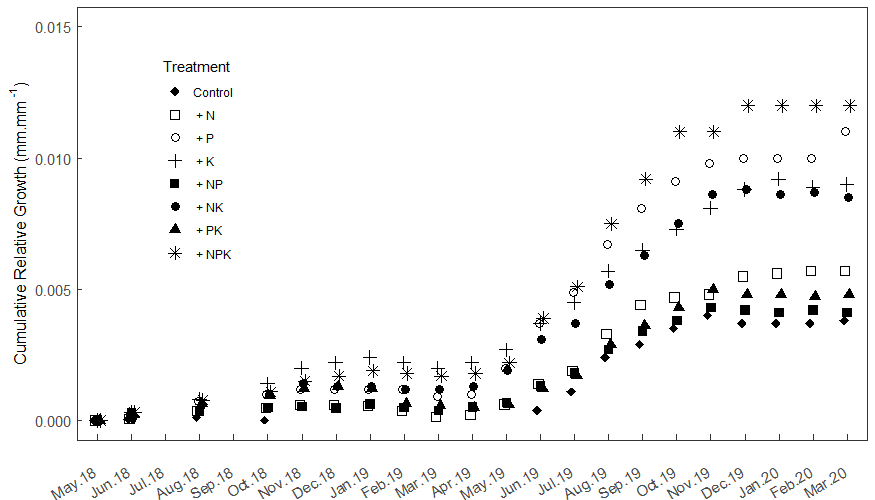 0.015
0.010
0.005
0.000
Cumulative Relative Growth (mm.mm⁻¹)
Treatment
Control
+ N
+ P
+ K
+ NP
+ NK
+ PK
+ NPK
May.18
Jun.18
Jul.18
Aug.18
Sep.18
Oct.18
Nov.18
Dec.18
Jan.19
Feb.19
Mar.19
Apr.19
May.19
Jun.19
Jul.19
Aug.19
Sep.19
Oct.19
Nov.19
Dec.19
Jan.20
Feb.20
Mar.20